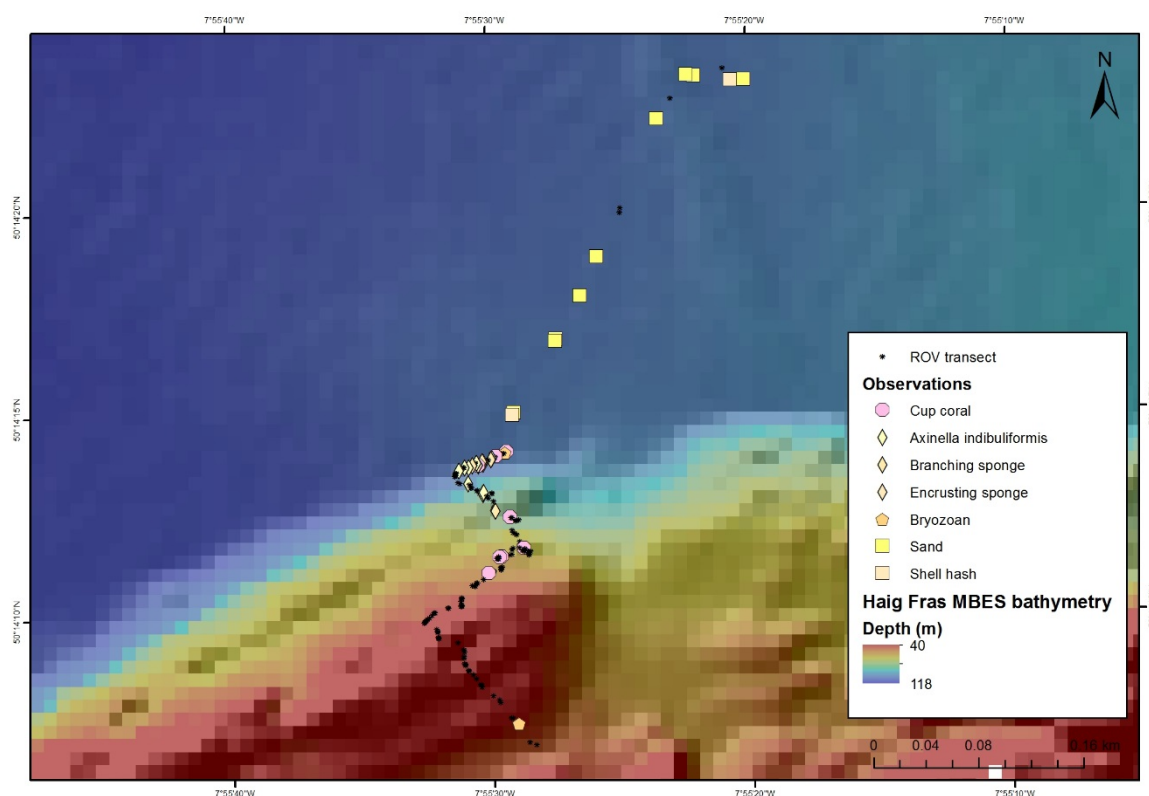 7°55'40"W 7°55'30"W 7°55'20"W 7°55'10"W
N
50°14'20"N
50°14'15"N
50°14'10"N
ROV transect
Observations
Cup coral
Axinella indibuliformis
Branching sponge
Encrusting sponge
Bryozoan
Sand
Shell hash
Haig Fras MBES bathymetry
Depth (m)
40
118
0 0.04 0.08 0.16 km
7°55'40"W 7°55'30"W 7°55'20"W 7°55'10"W